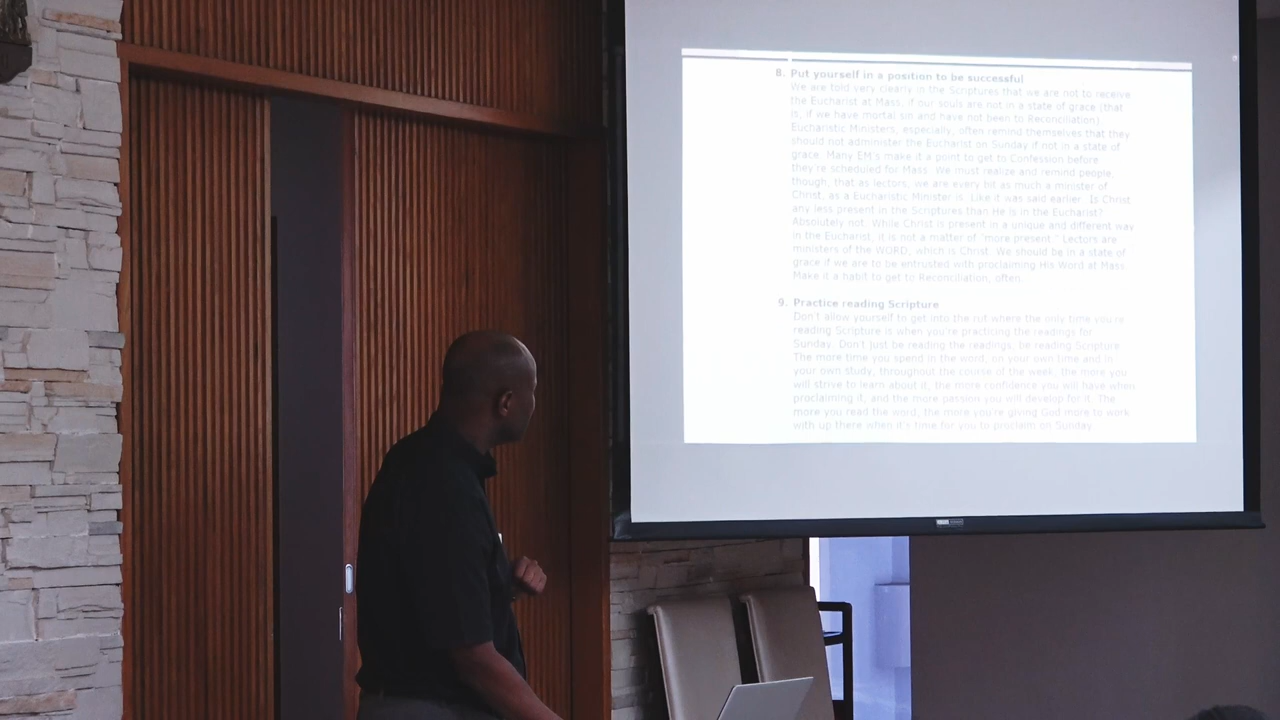 8. Put yourself in a position to be successful
We are told very clearly in the Scriptures that we are not to receive
the Eucharist at Mass, if our souls are not in a state of grace (that
is, if we have mortal sin and have not been to Reconciliation).
Eucharistic Ministers, especially, often remind themselves that they
should not administer the Eucharist on Sunday if not in a state of
grace. Many EM's make it a point to get to Confession before
they're scheduled for Mass. We must realize and remind people,
though, that as lectors, we are every bit as much a minister of
Christ, as a Eucharistic Minister is. Like it was said earlier. Is Christ
any less present in the Scriptures than He is in the Eucharist?
Absolutely not. While Christ is present in a unique and different way
in the Eucharist, it is not a matter of "more present." Lectors are
ministers of the WORD, which is Christ. We should be in a state of
grace if we are to be entrusted with proclaiming His Word at Mass.
Make it a habit to get to Reconciliation, often.
9. Practice reading Scripture
Don't allow yourself to get into the rut where the only time you're
reading Scripture is when you're practicing the readings for
Sunday. Don't just be reading the readings, be reading Scripture.
The more time you spend in the word, on your own time and in
your own study, throughout the course of the week, the more you
will strive to learn about it, the more confidence you will have when
proclaiming it, and the more passion you will develop for it. The
more you read the word, the more you're giving God more to work
with up there when it's time for you to proclaim on Sunday.